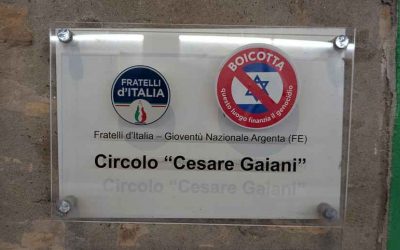 FRATELLI
d'ITALIA
BOICOTTA
questo luogo finanzia il genocidio
Fratelli d'Italia – Gioventù Nazionale Argenta (FE)
Circolo “Cesare Gaiani”